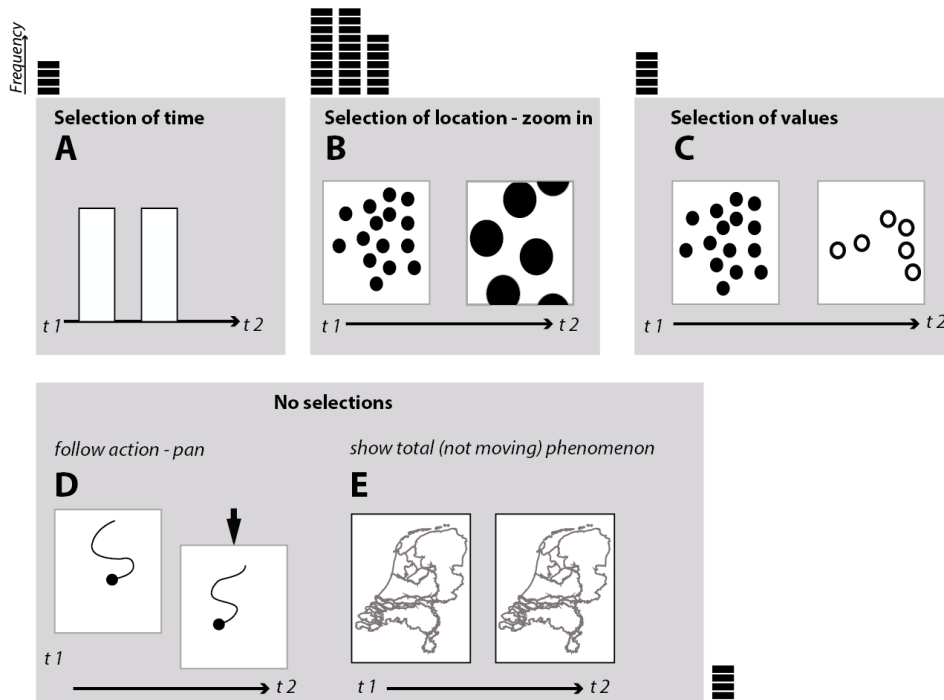 Frequency
Selection of time
A
t 1
t 2
Selection of location - zoom in
B
t 1
t 2
Selection of values
C
t 1
t 2
No selections
follow action - pan
D
t 1
t 2
show total (not moving) phenomenon
E
t 1
t 2